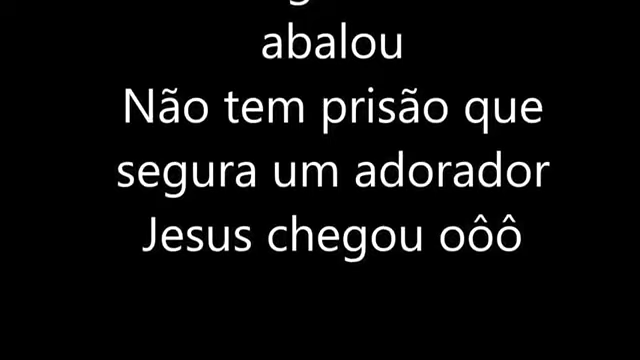 abalou
Não tem prisão que
segura um adorador
Jesus chegou oôô